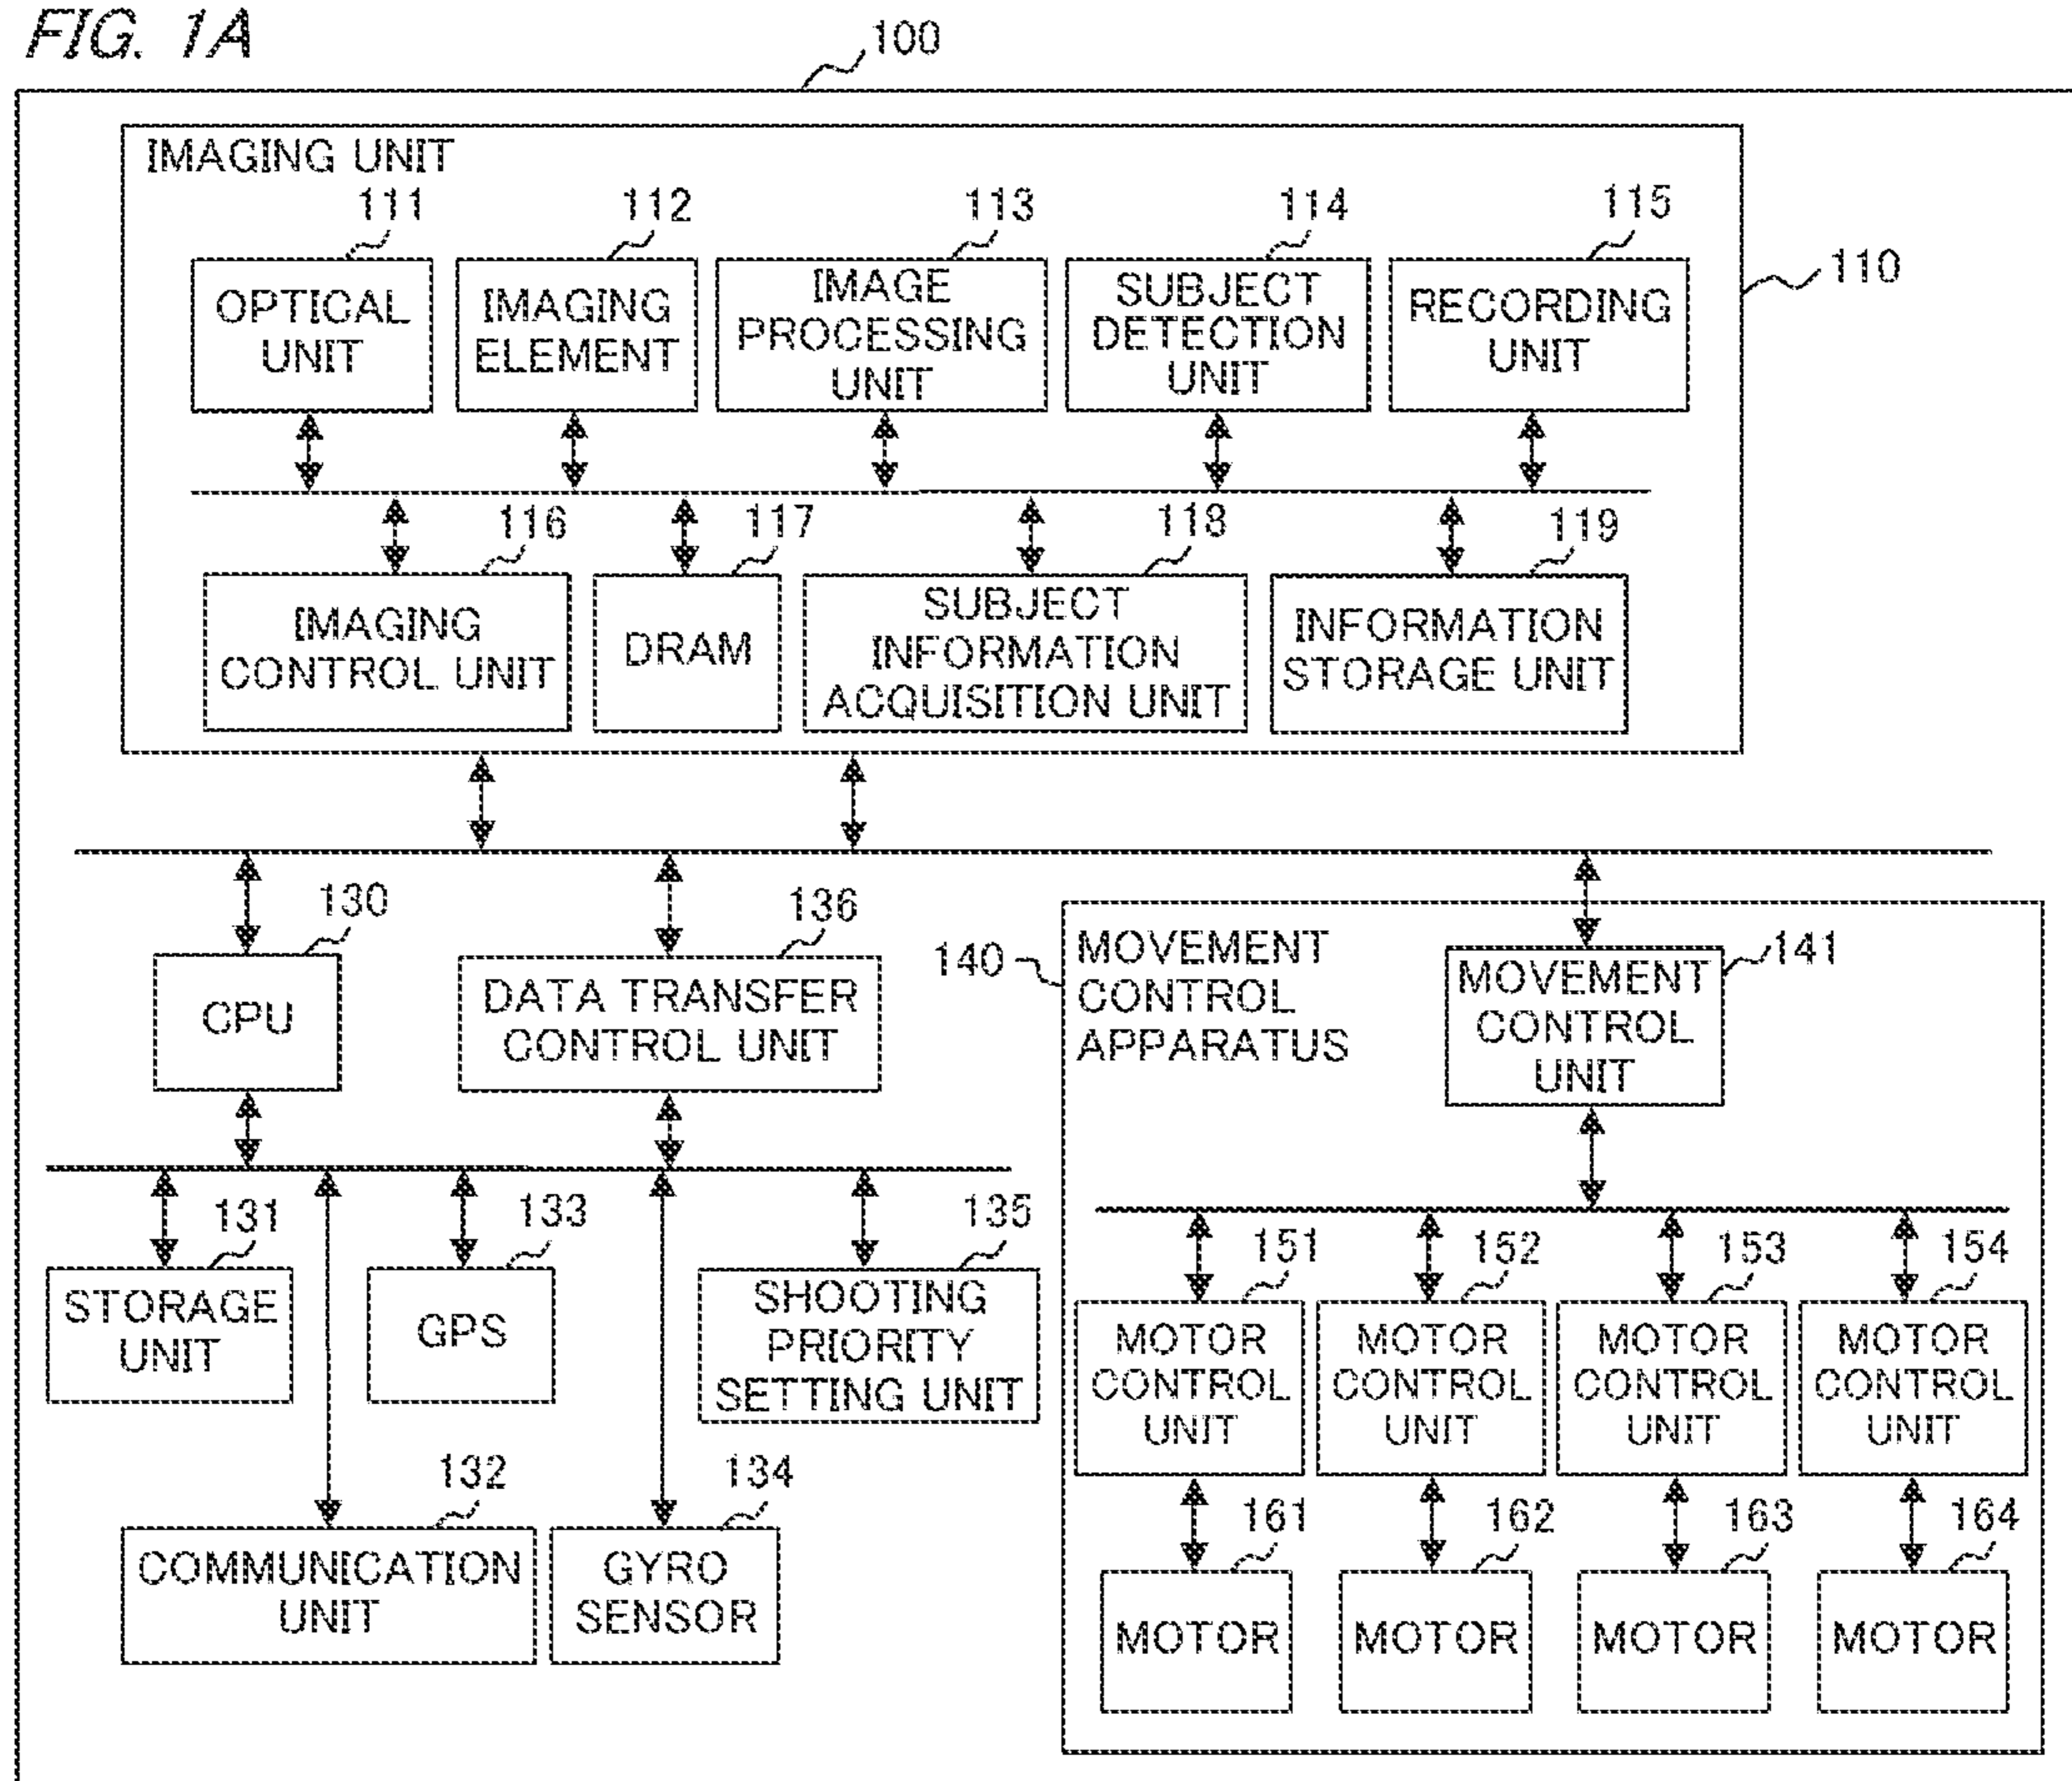 FIG. 1A
100
IMAGING UNIT
111
112
113
114
115
110
OPTICAL
UNIT
IMAGING
ELEMENT
IMAGE
PROCESSING
UNIT
SUBJECT
DETECTION
UNIT
RECORDING
UNIT
116
117
118
119
IMAGING
CONTROL UNIT
DRAM
SUBJECT
INFORMATION
ACQUISITION UNIT
INFORMATION
STORAGE UNIT
130
136
CPU
DATA TRANSFER
CONTROL UNIT
140
MOVEMENT
CONTROL
APPARATUS
141
MOVEMENT
CONTROL
UNIT
131
133
135
STORAGE
UNIT
GPS
SHOOTING
PRIORITY
SETTING UNIT
132
134
COMMUNICATION
UNIT
GYRO
SENSOR
151
152
153
154
MOTOR
CONTROL
UNIT
MOTOR
CONTROL
UNIT
MOTOR
CONTROL
UNIT
MOTOR
CONTROL
UNIT
161
162
163
164
MOTOR
MOTOR
MOTOR
MOTOR